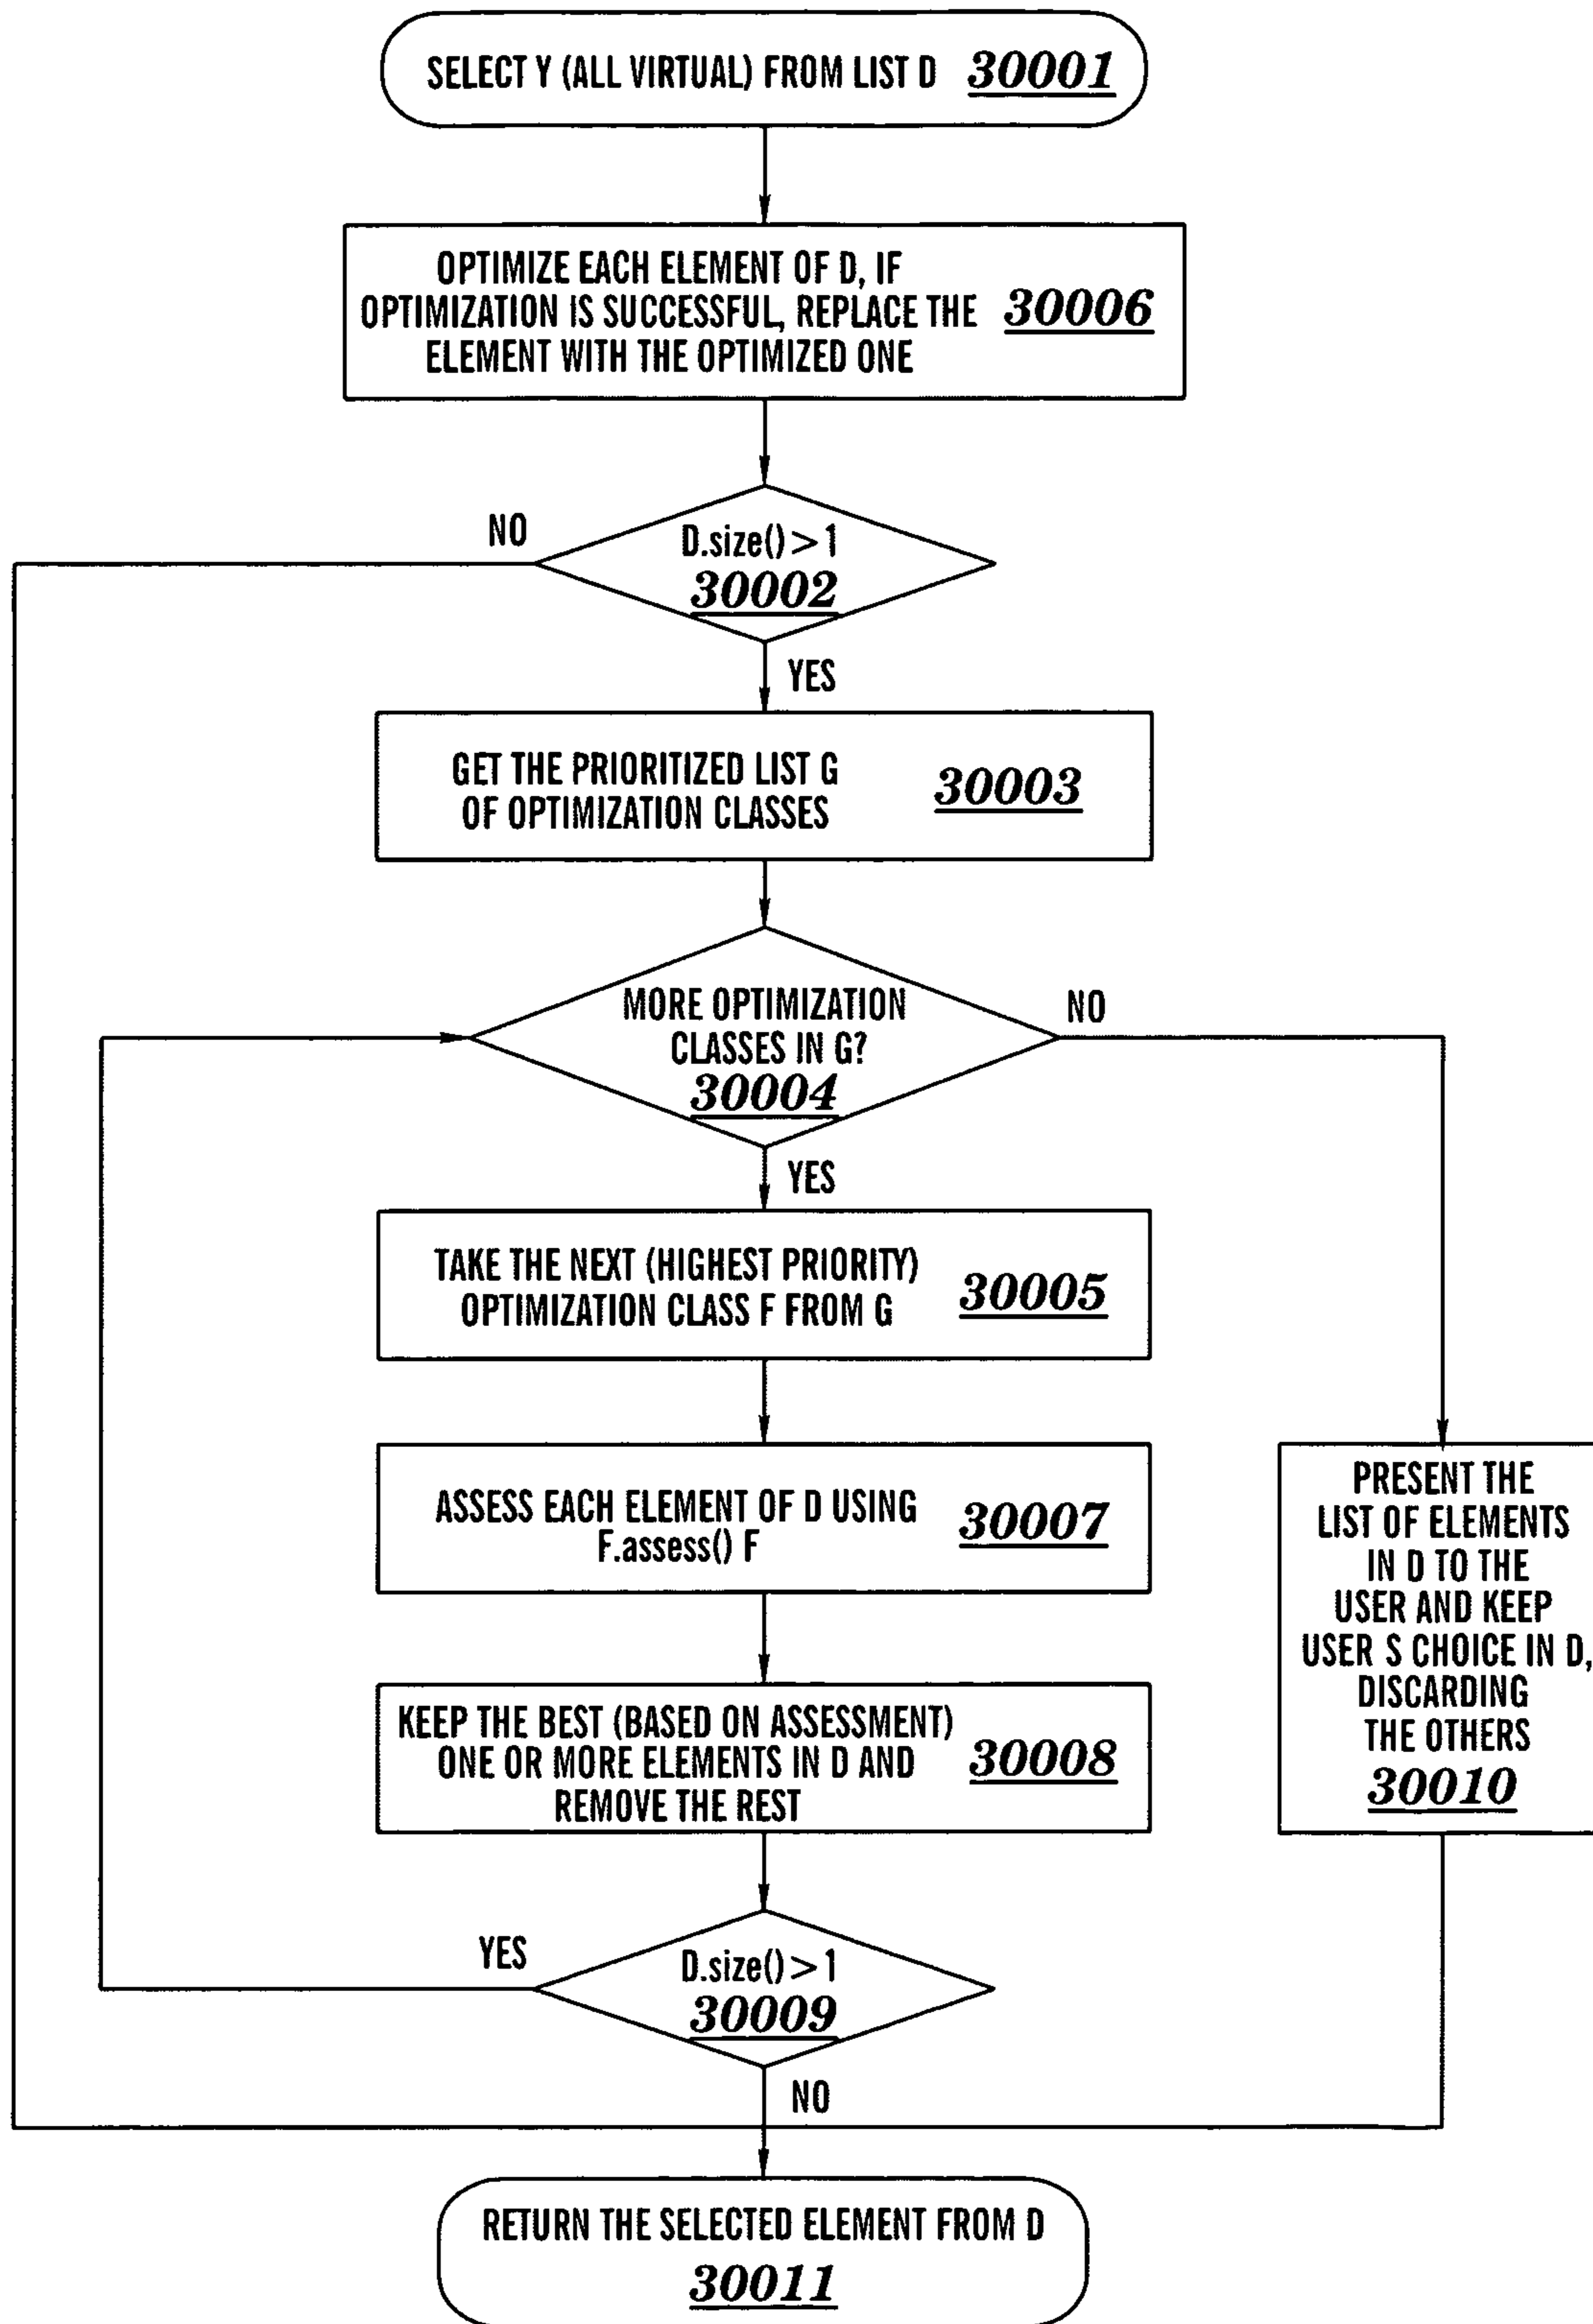 SELECT Y (ALL VIRTUAL) FROM LIST D 30001
OPTIMIZE EACH ELEMENT OF D, IF
OPTIMIZATION IS SUCCESSFUL, REPLACE THE 30006
ELEMENT WITH THE OPTIMIZED ONE
NO
D.size() > 1
30002
YES
GET THE PRIORITIZED LIST G
OF OPTIMIZATION CLASSES
30003
MORE OPTIMIZATION
CLASSES IN G?
30004
NO
YES
TAKE THE NEXT (HIGHEST PRIORITY)
OPTIMIZATION CLASS F FROM G
30005
ASSESS EACH ELEMENT OF D USING
F.assess() F
30007
KEEP THE BEST (BASED ON ASSESSMENT)
ONE OR MORE ELEMENTS IN D AND
REMOVE THE REST
30008
PRESENT THE
LIST OF ELEMENTS
IN D TO THE
USER AND KEEP
USER S CHOICE IN D,
DISCARDING
THE OTHERS
30010
YES
D.size() > 1
30009
NO
RETURN THE SELECTED ELEMENT FROM D
30011